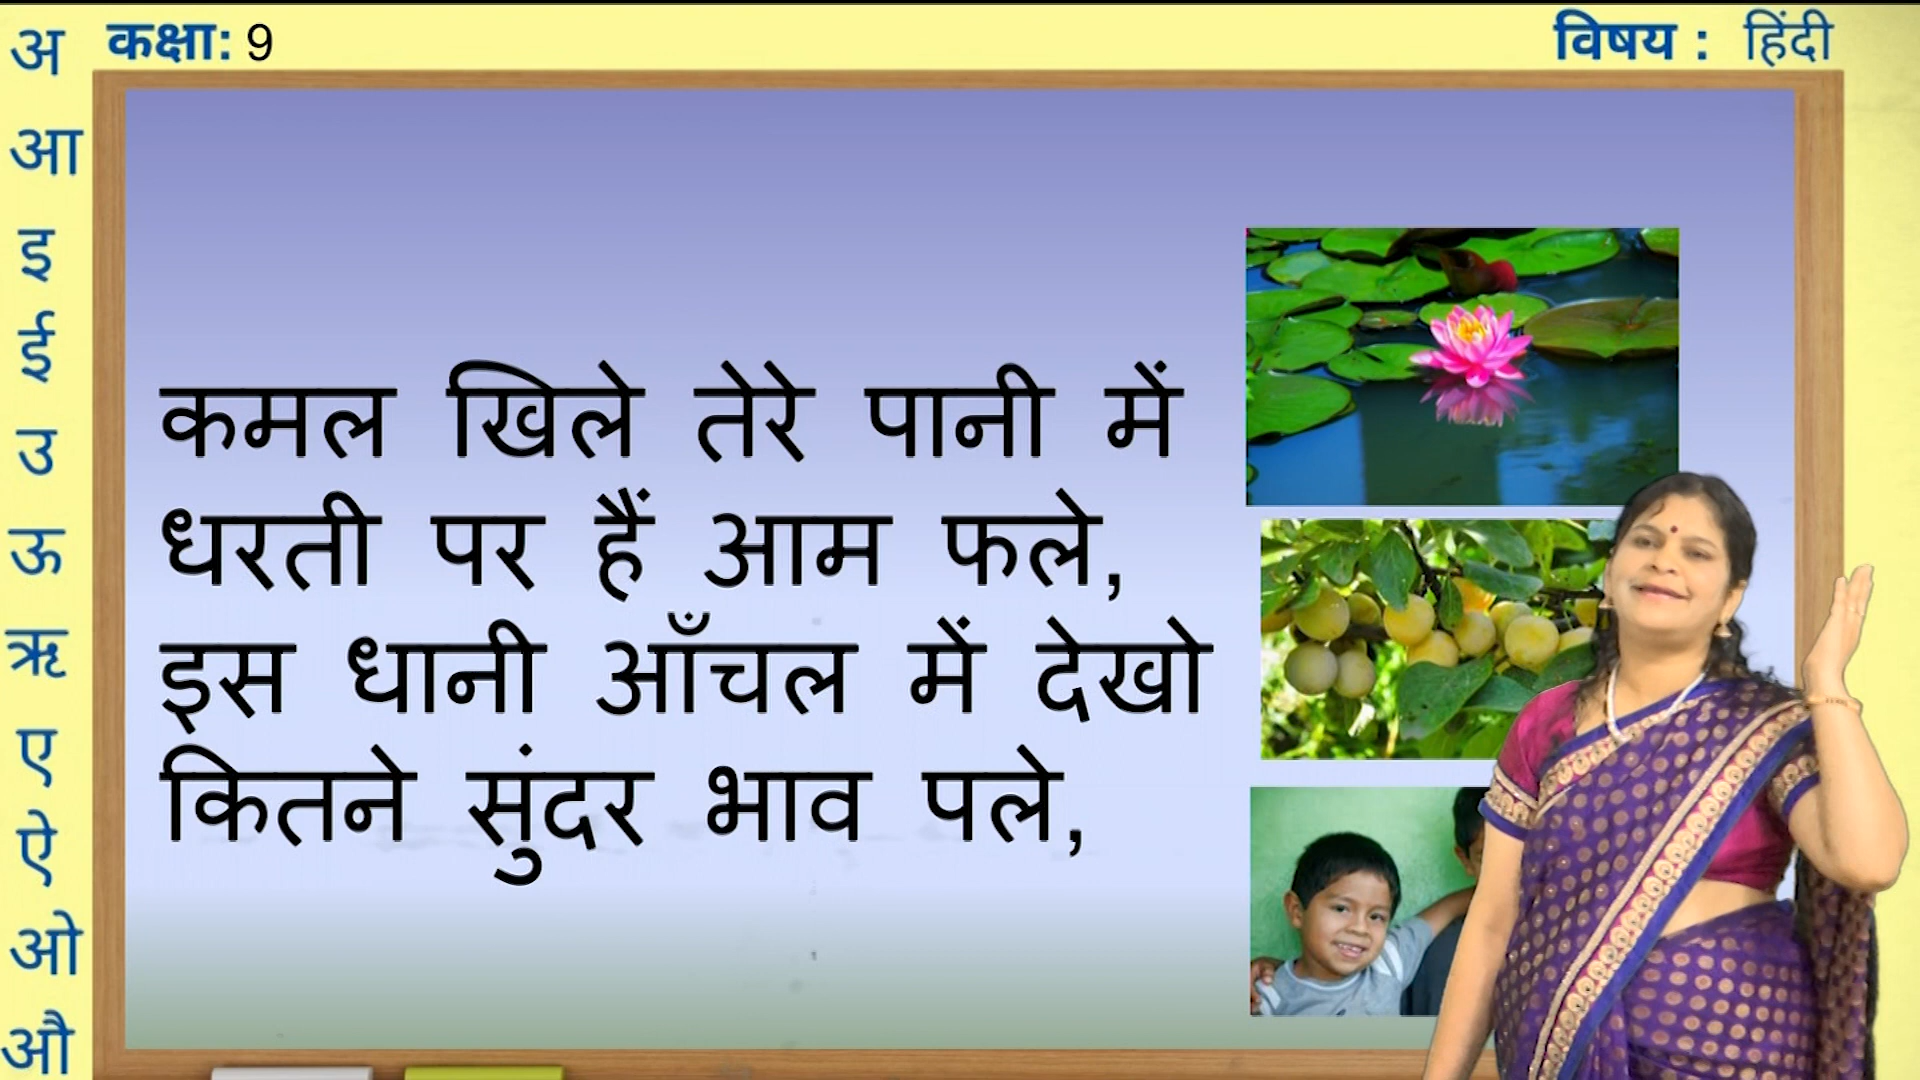 कक्षा: 9
विषय : हिंदी
अ
आ
इ
ई
उ
ऊ
ऋ
ए
ऐ
ओ
औ
कमल खिले तेरे पानी में
धरती पर हैं आम फले,
इस धानी आँचल में देखो
कितने सुंदर भाव पले,